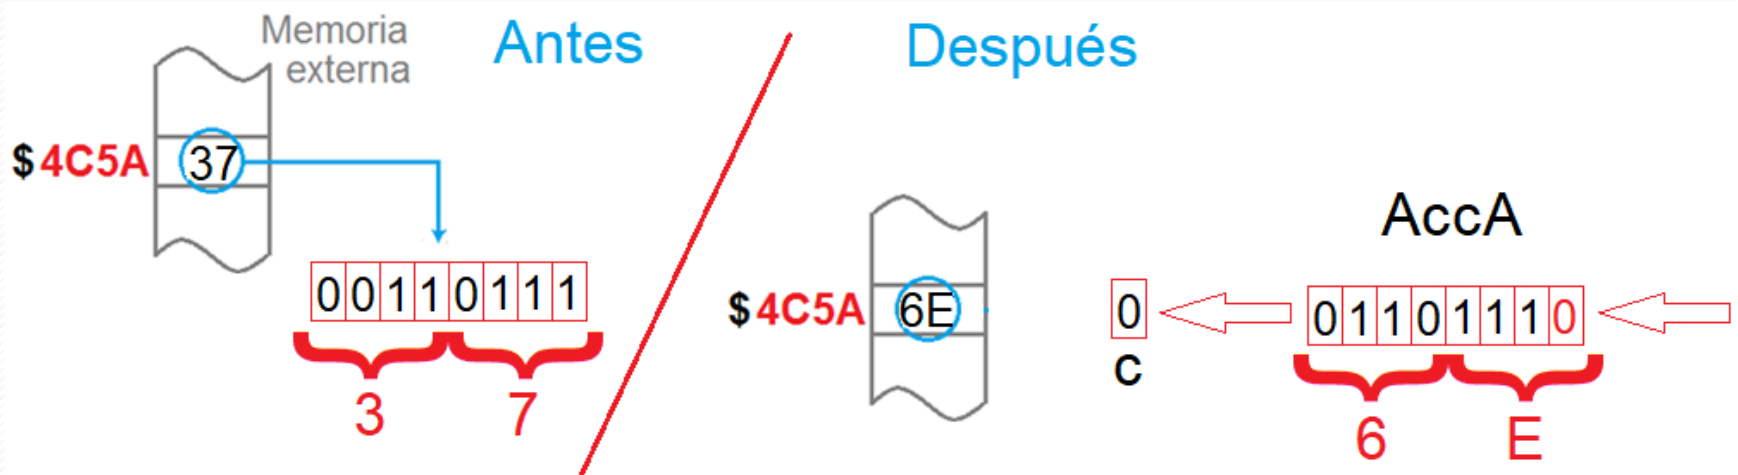 Memoria
externa
Antes
$4C5A
37
0 0 1 1 0 1 1 1
3 7
Después
AccA
$4C5A
6E
0
c
0 1 1 0 1 1 1 0
6 E